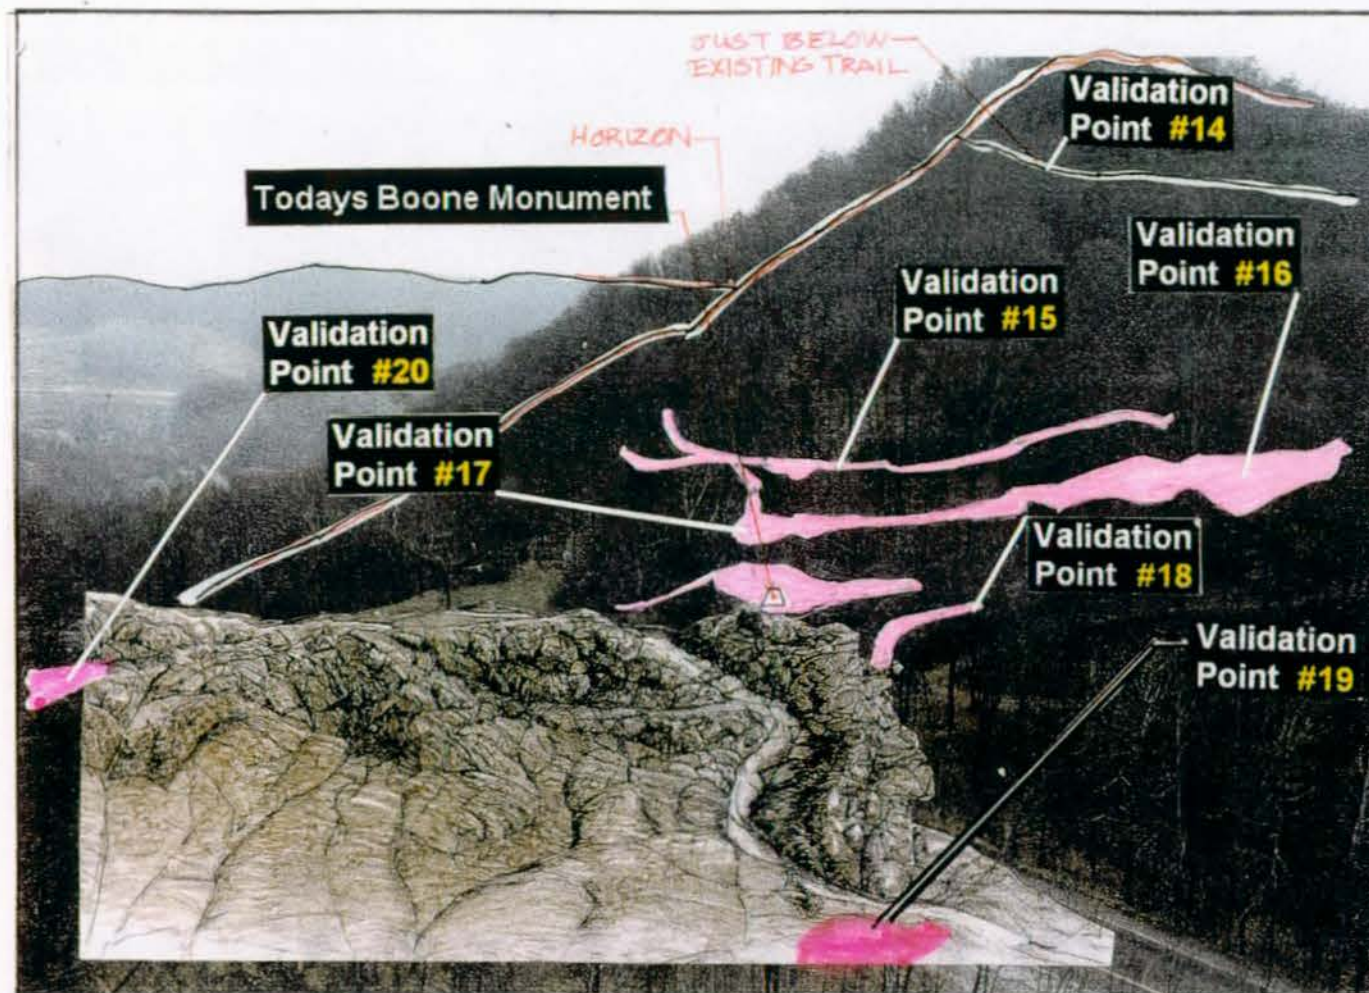 JUST BELOW
EXISTING TRAIL
Validation
Point #14
HORIZON
Todays Boone Monument
Validation
Point #16
Validation
Point #15
Validation
Point #20
Validation
Point #17
Validation
Point #18
Validation
Point #19